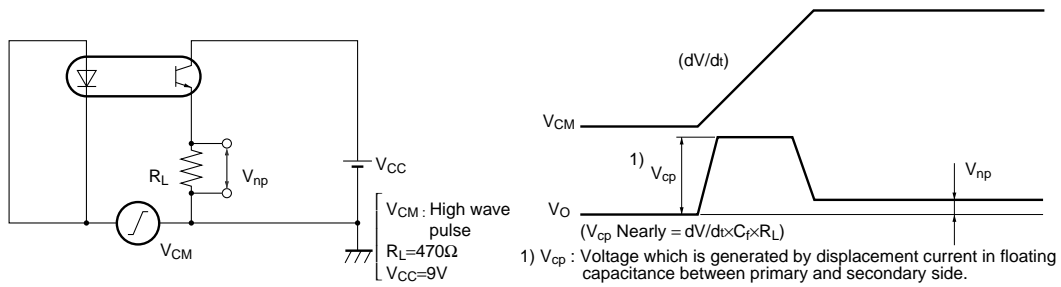 R_L
V_np
V_CC
V_CM
V_CM : High wave
pulse
R_L=470Ω
V_CC=9V
(dV/dt)
V_CM
1)
V_cp
V_np
V_O
(V_cp Nearly = dV/dt×C_f×R_L)
1) V_cp : Voltage which is generated by displacement current in floating
capacitance between primary and secondary side.